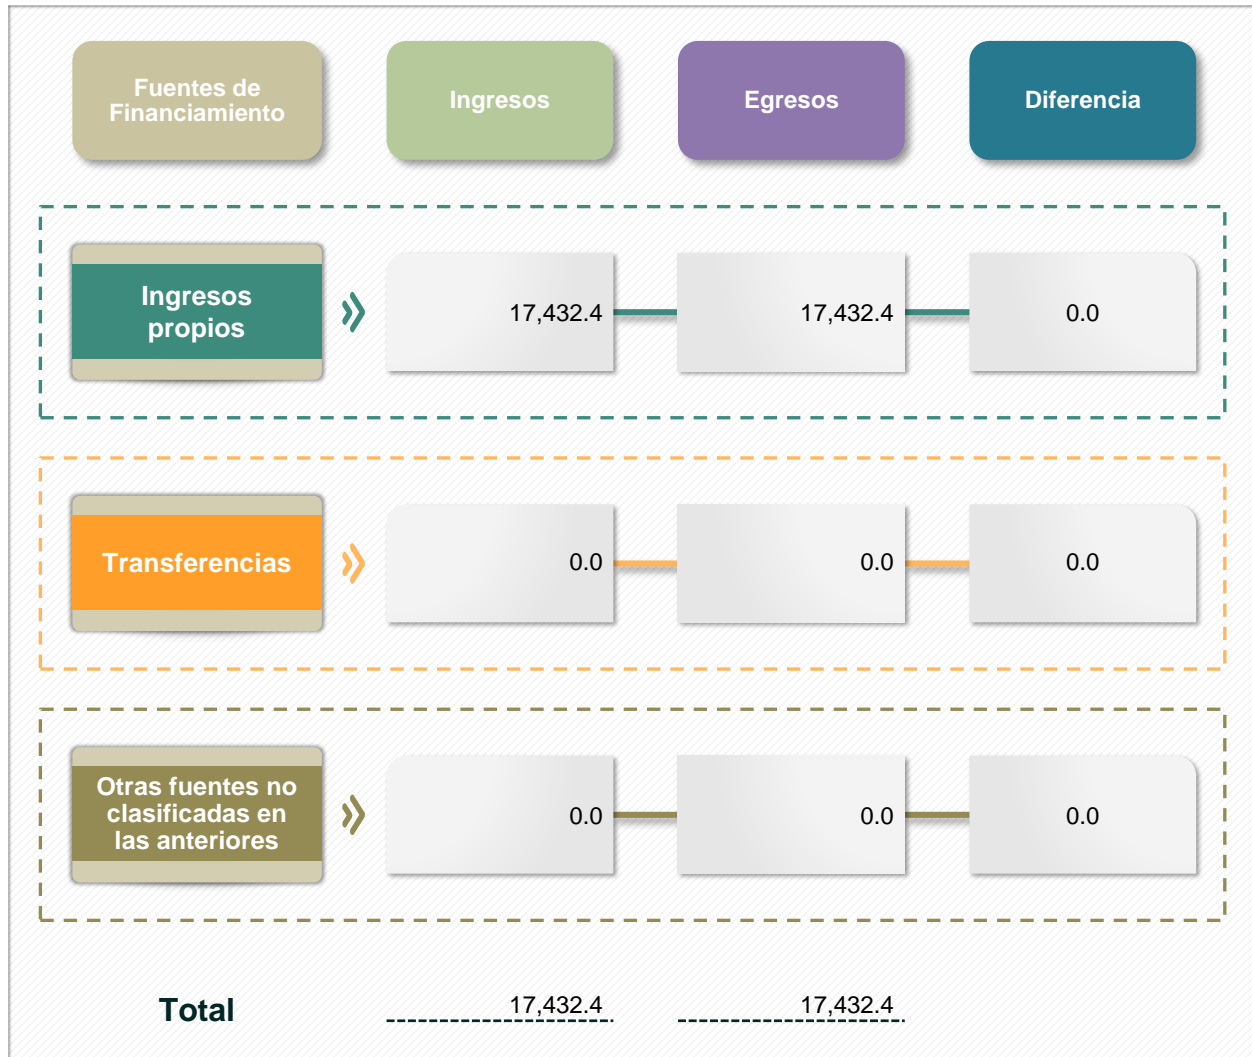 Fuentes de
Financiamiento
Ingresos
Egresos
Diferencia
Ingresos
propios
17,432.4
17,432.4
0.0
Transferencias
0.0
0.0
0.0
Otras fuentes no
clasificadas en
las anteriores
0.0
0.0
0.0
Total
17,432.4
17,432.4